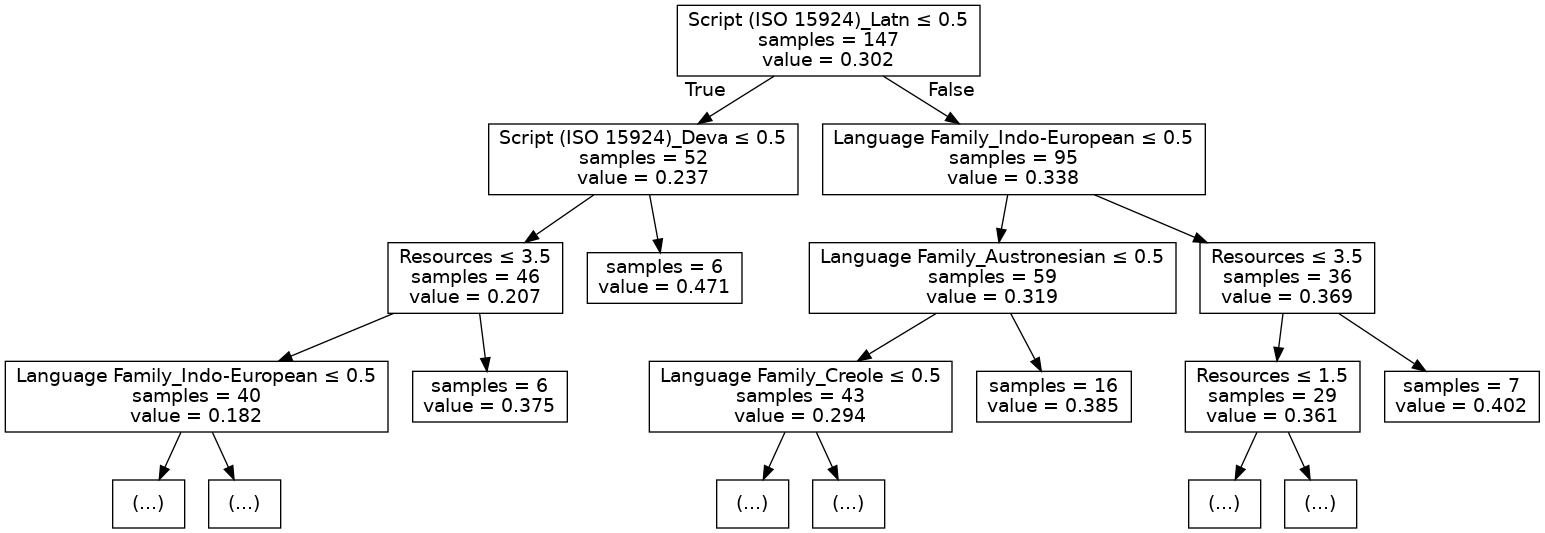 Script (ISO 15924)_Latn ≤ 0.5
samples = 147
value = 0.302
True
False
Script (ISO 15924)_Deva ≤ 0.5
samples = 52
value = 0.237
Language Family_Indo-European ≤ 0.5
samples = 95
value = 0.338
Resources ≤ 3.5
samples = 46
value = 0.207
samples = 6
value = 0.471
Language Family_Austronesian ≤ 0.5
samples = 59
value = 0.319
Resources ≤ 3.5
samples = 36
value = 0.369
Language Family_Indo-European ≤ 0.5
samples = 40
value = 0.182
samples = 6
value = 0.375
Language Family_Creole ≤ 0.5
samples = 43
value = 0.294
samples = 16
value = 0.385
Resources ≤ 1.5
samples = 29
value = 0.361
samples = 7
value = 0.402
(...)
(...)
(...)
(...)
(...)
(...)